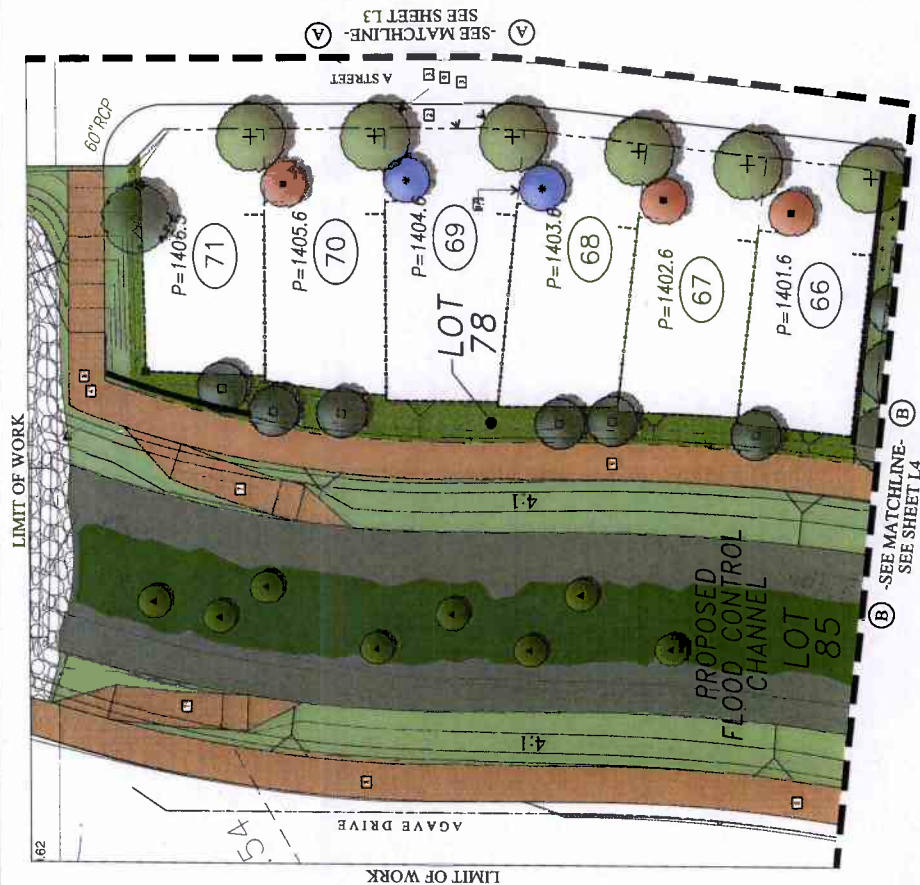 -SEE MATCHLINE-
SEE SHEET L3
A
A
LIMIT OF WORK
60"RCP
A STREET
P=1406.5
71
P=1405.6
70
P=1404.6
69
P=1403.6
68
P=1402.6
67
P=1401.6
66
LOT
78
4:1
4:1
PROPOSED
FLOOD CONTROL
CHANNEL
LOT
85
-SEE MATCHLINE-
SEE SHEET L4
B
B
AGAVE DRIVE
54
.62
LIMIT OF WORK